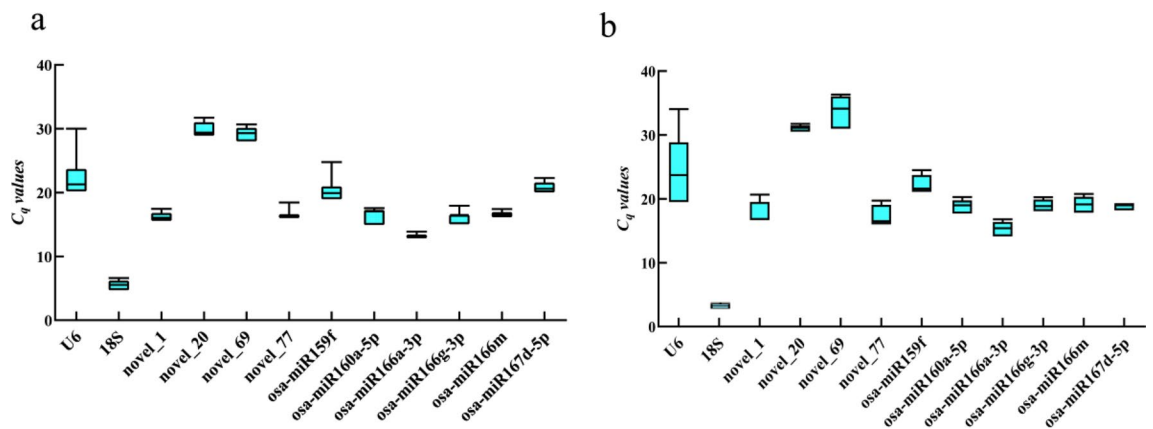 a
C_q values
40
30
20
10
0
U6
18S
novel_1
novel_20
novel_69
novel_77
osa-miR159f
osa-miR160a-5p
osa-miR166a-3p
osa-miR166g-3p
osa-miR166m
osa-miR167d-5p
b
C_q values
40
30
20
10
0
U6
18S
novel_1
novel_20
novel_69
novel_77
osa-miR159f
osa-miR160a-5p
osa-miR166a-3p
osa-miR166g-3p
osa-miR166m
osa-miR167d-5p